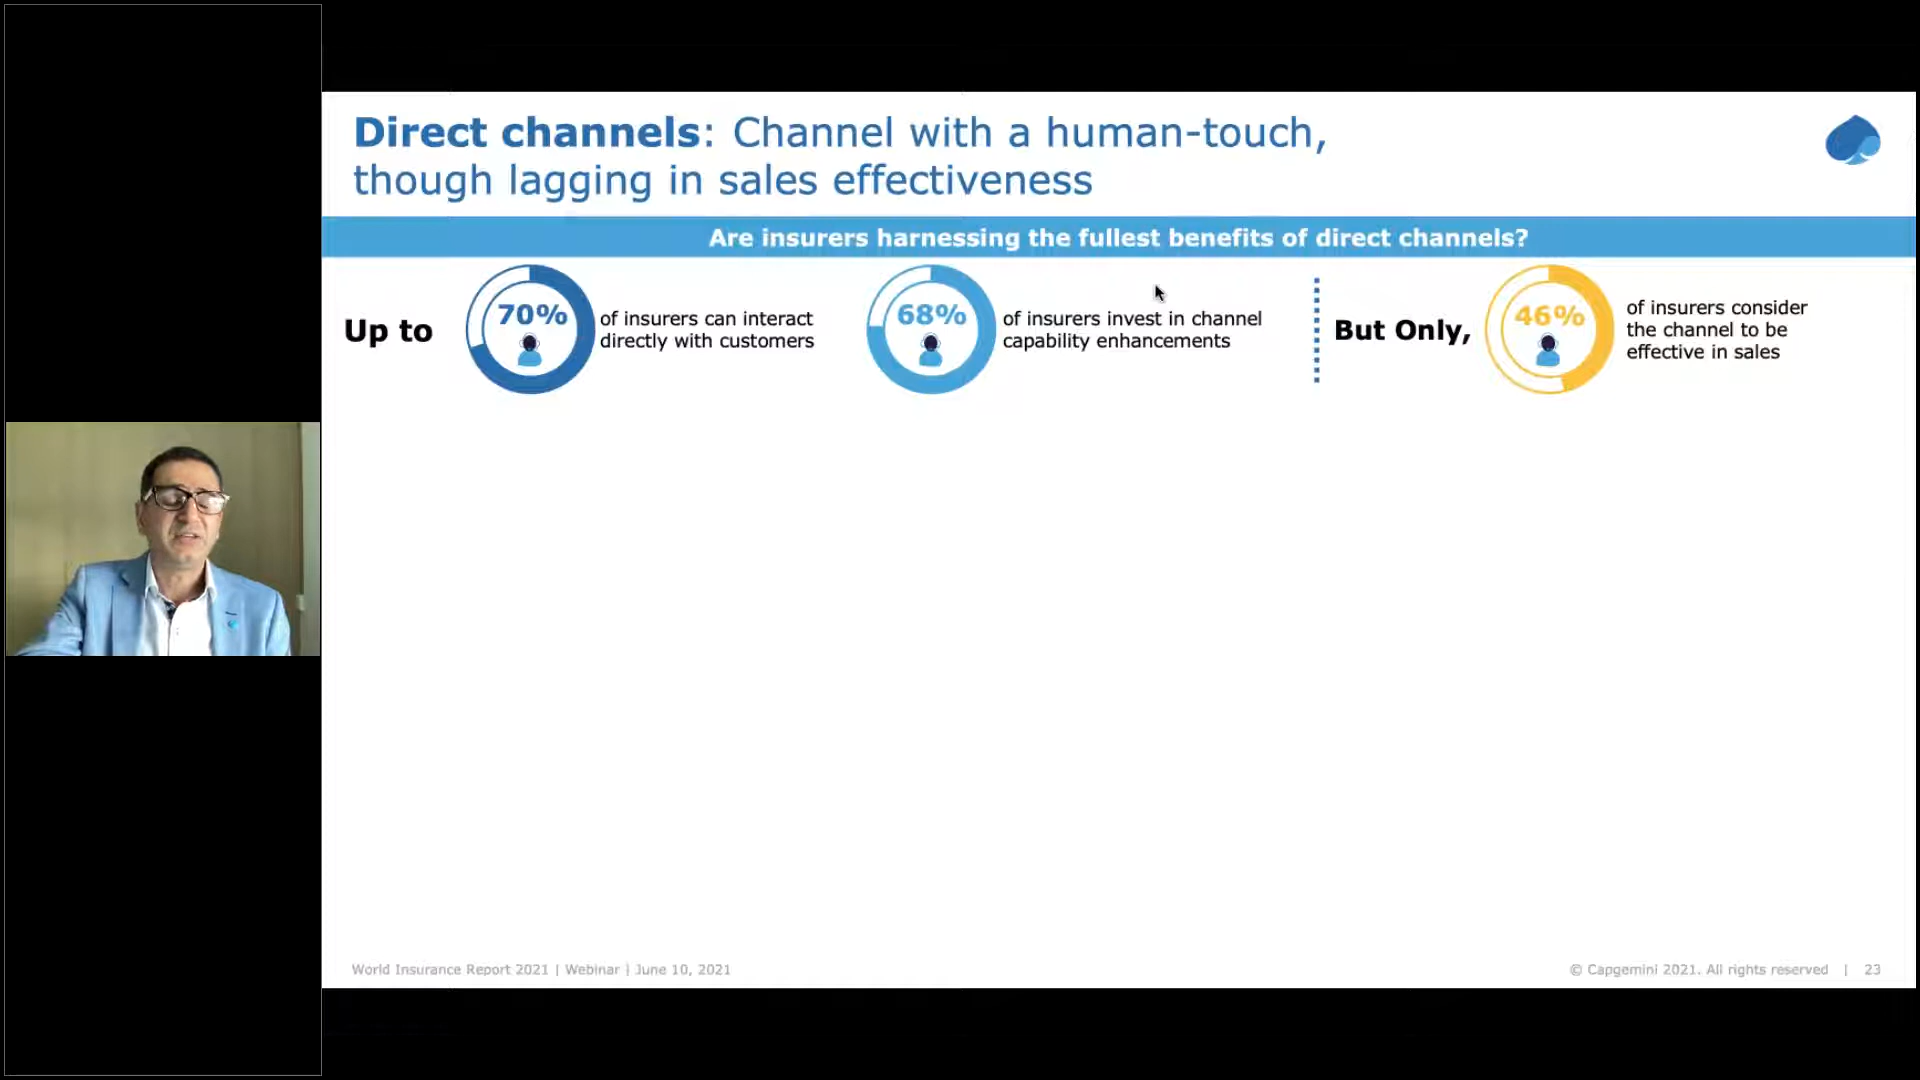 Direct channels: Channel with a human-touch,
though lagging in sales effectiveness
Are insurers harnessing the fullest benefits of direct channels?
Up to
70%
of insurers can interact
directly with customers
68%
of insurers invest in channel
capability enhancements
But Only,
46%
of insurers consider
the channel to be
effective in sales
World Insurance Report 2021 | Webinar | June 10, 2021
© Capgemini 2021. All rights reserved | 23